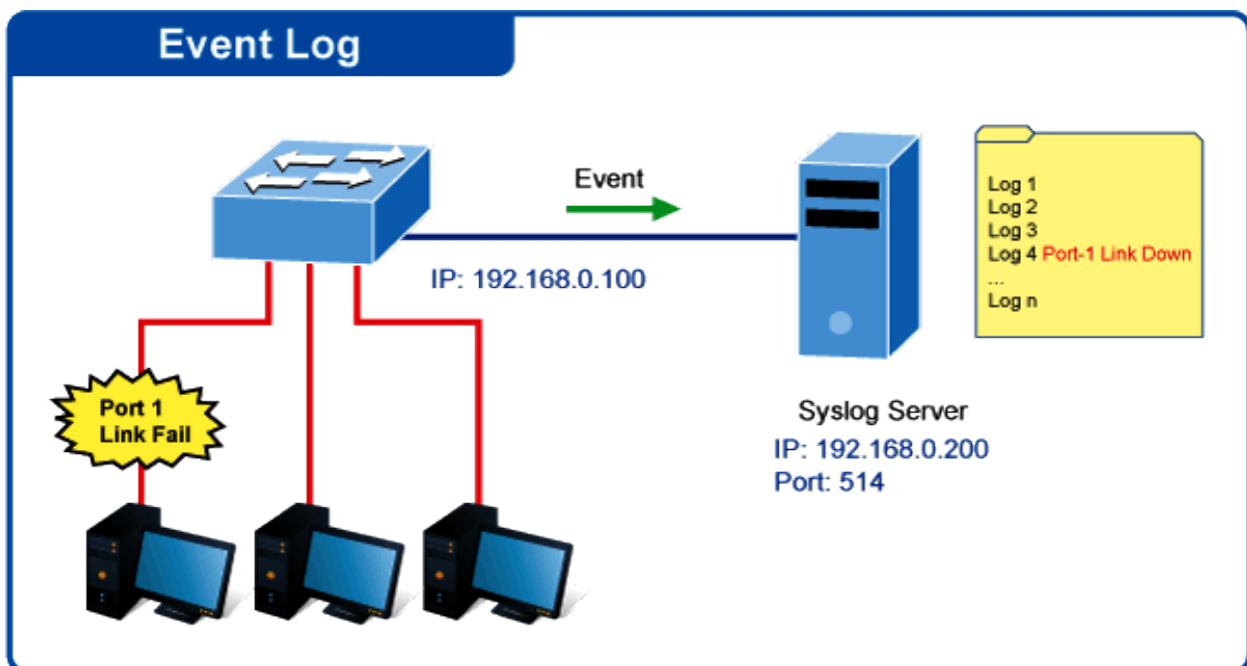 Event Log
Event
IP: 192.168.0.100
Port 1
Link Fail
Log 1
Log 2
Log 3
Log 4 Port-1 Link Down
...
Log n
Syslog Server
IP: 192.168.0.200
Port: 514